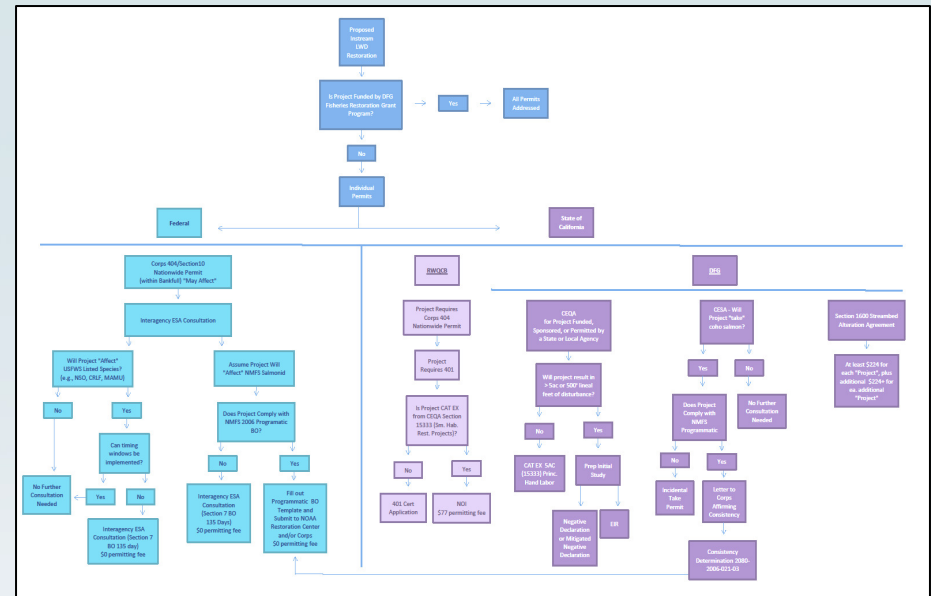 Proposed
Instream
LWD
Restoration
Is Project Funded by DFG
Fisheries Restoration Grant
Program?
Yes
All Permits
Addressed
No
Individual
Permits
Federal
State of
California
Corps 404/Section10
Nationwide Permit
(within Bankfull) "May Affect"
Interagency ESA Consultation
Will Project "Affect"
USFWS Listed Species?
(e.g., NSO, CRLF, MAMU)
No
Yes
Can timing
windows be
implemented?
No Further
Consultation
Needed
Yes
No
Interagency ESA
Consultation (Section 7
BO 135 day)
$0 permitting fee
Assume Project Will
"Affect" NMFS Salmonid
Does Project Comply with
NMFS 2006 Programatic
BO?
No
Yes
Interagency ESA
Consultation
(Section 7 BO
135 Days)
$0 permitting fee
Fill out
Programmatic BO
Template and
Submit to NOAA
Restoration Center
and/or Corps
$0 permitting fee
RWQCB
Project Requires
Corps 404
Nationwide Permit
Project
Requires 401
Is Project CAT EX
from CEQA Section
15333 (Sm. Hab.
Rest. Projects)?
No
Yes
401 Cert
Application
NOI
$77 permitting fee
DFG
CEQA
for Project Funded,
Sponsored, or Permitted by
a State or Local Agency
Will project result in
> 5ac or 500' lineal
feet of disturbance?
No
Yes
CAT EX 5AC
(15333) Princ.
Hand Labor
Prep Initial
Study
Negative
Declaration
or Mitigated
Negative
Declaration
EIR
CESA - Will
Project "take"
coho salmon?
Yes
No
Does Project
Comply with
NMFS
Programmatic
No Further
Consultation
Needed
No
Yes
Incidental
Take
Permit
Letter to
Corps
Affirming
Consistency
Consistency
Determination 2080-
2006-021-03
Section 1600 Streambed
Alteration Agreement
At least $224 for
each "Project", plus
additional $224+ for
ea. additional
"Project"